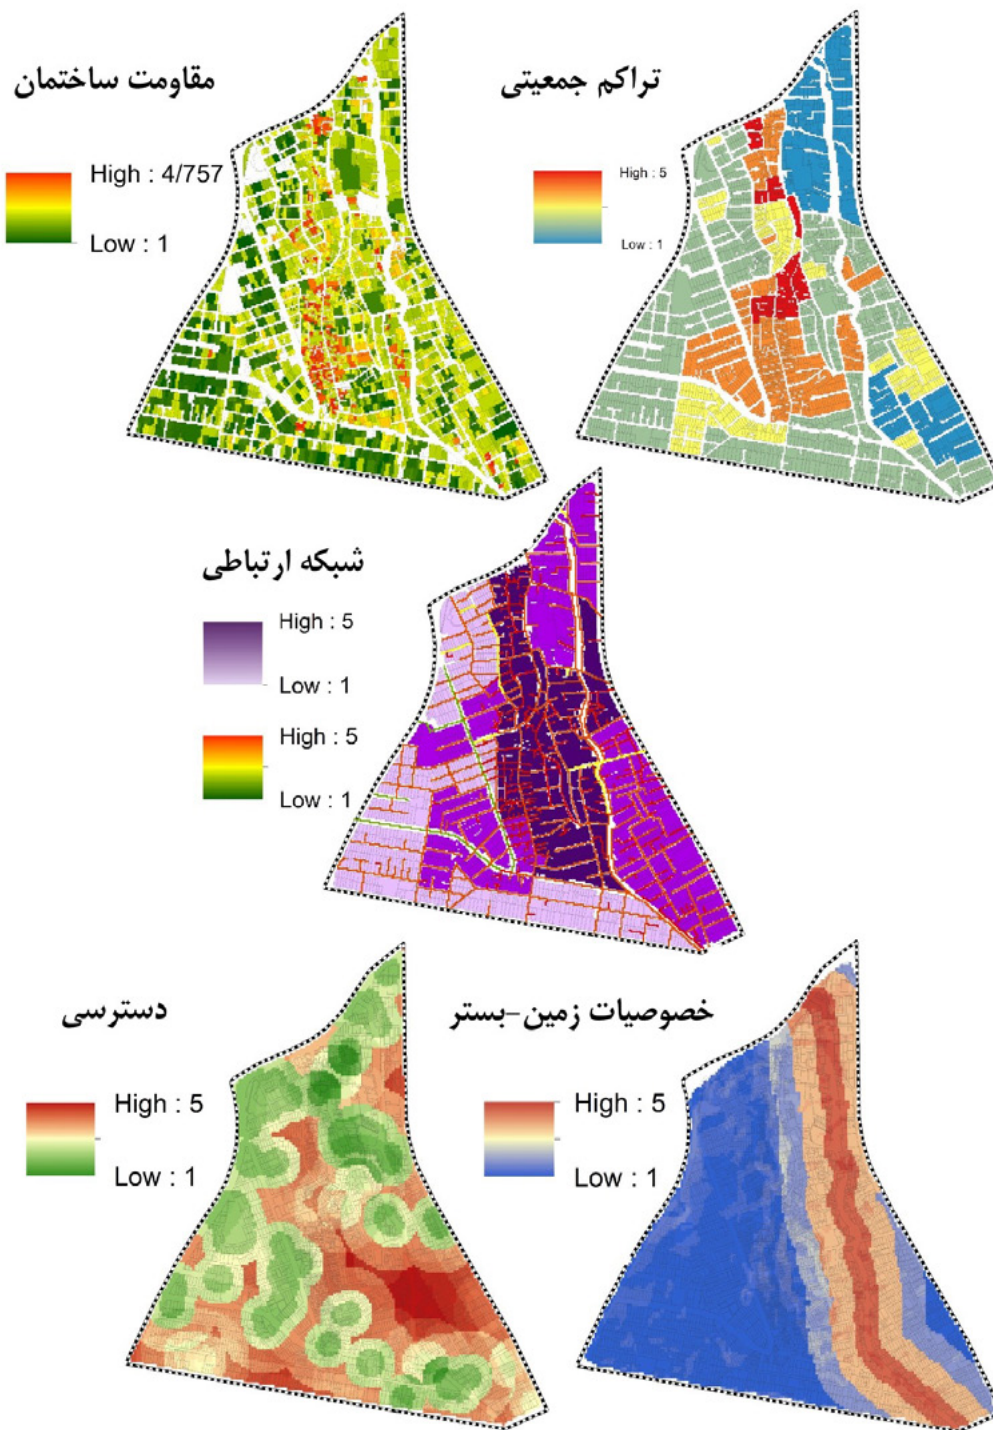 مقاومت ساختمان
High : 4/757
Low : 1
تراکم جمعیتی
High : 5
Low : 1
شبکه ارتباطی
High : 5
Low : 1
High : 5
Low : 1
دسترسی
High : 5
Low : 1
خصوصیات زمین-بستر
High : 5
Low : 1